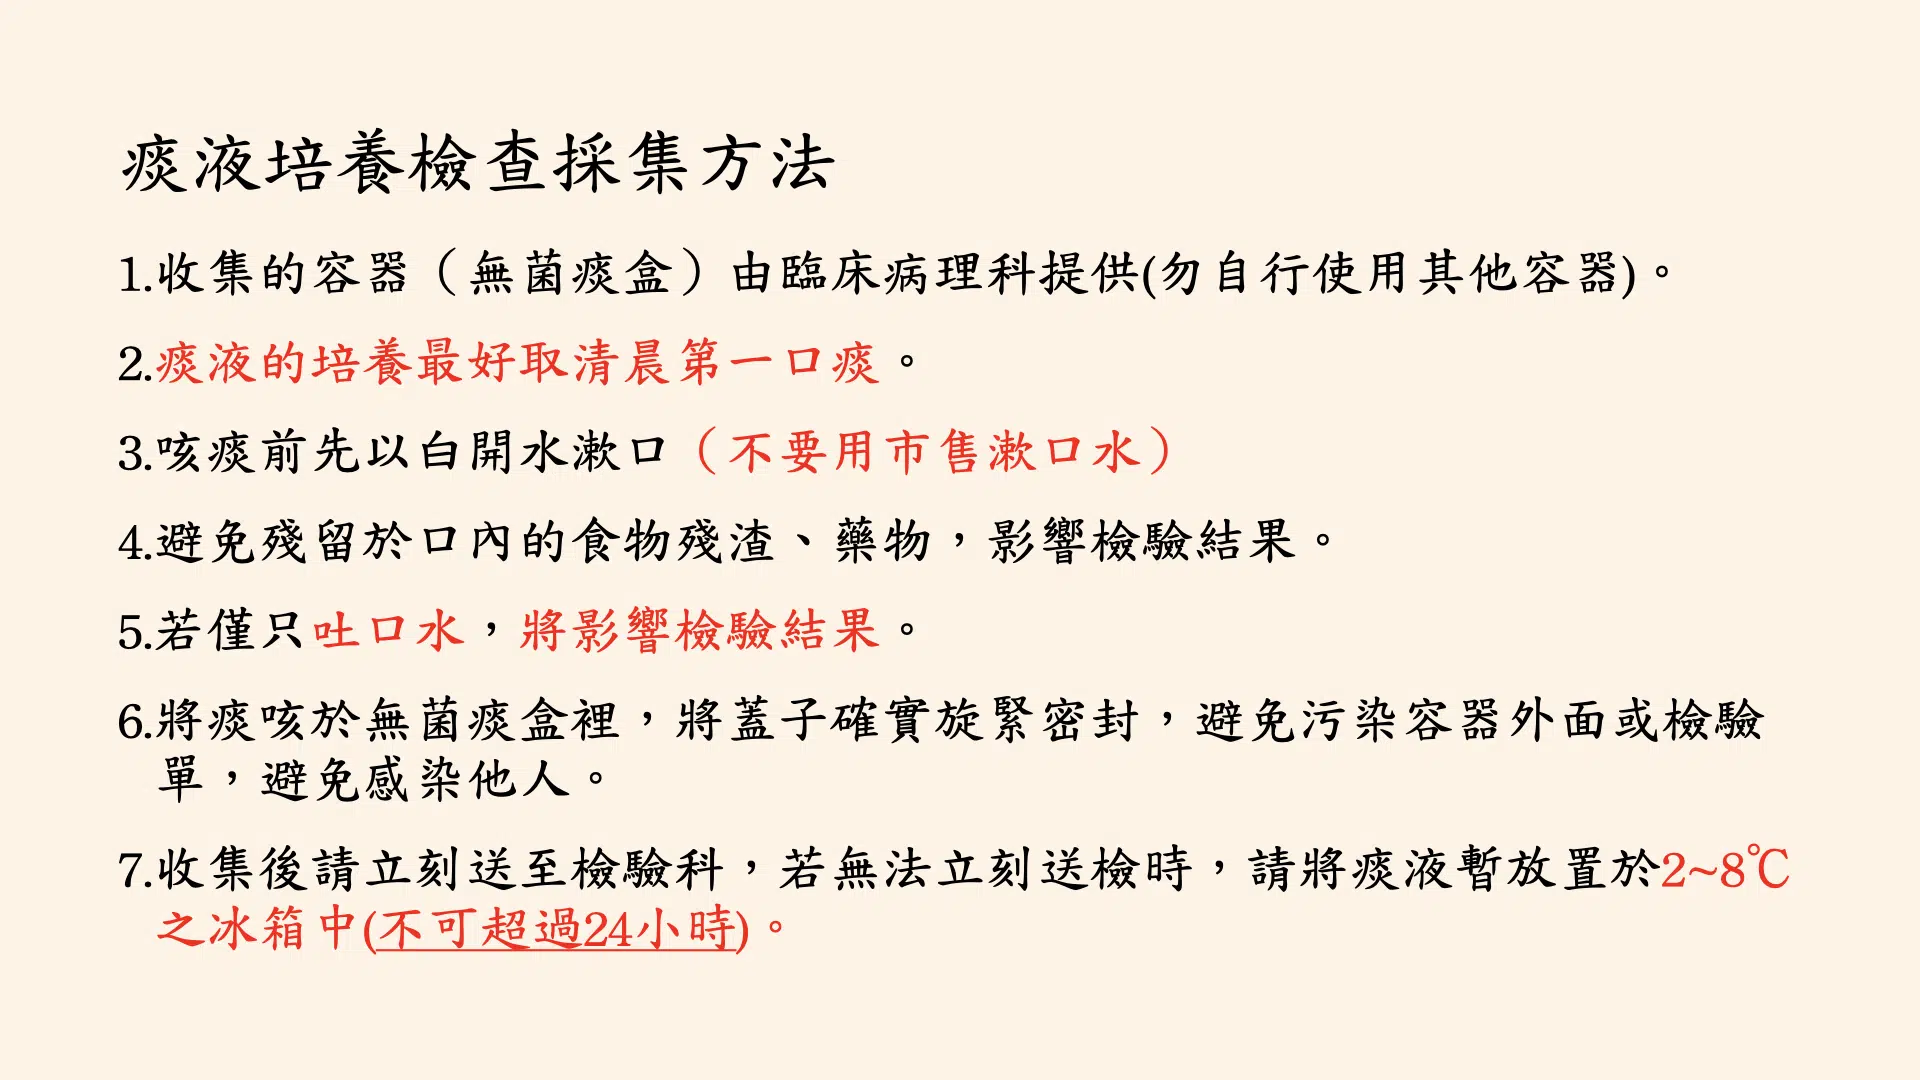 痰液培養檢查採集方法
1.收集的容器（無菌痰盒）由臨床病理科提供(勿自行使用其他容器)。
2.痰液的培養最好取清晨第一口痰。
3.咳痰前先以白開水漱口（不要用市售漱口水）
4.避免殘留於口內的食物殘渣、藥物，影響檢驗結果。
5.若僅只吐口水，將影響檢驗結果。
6.將痰咳於無菌痰盒裡，將蓋子確實旋緊密封，避免污染容器外面或檢驗
單，避免感染他人。
7.收集後請立刻送至檢驗科，若無法立刻送檢時，請將痰液暫放置於2~8℃
之冰箱中(不可超過24小時)。